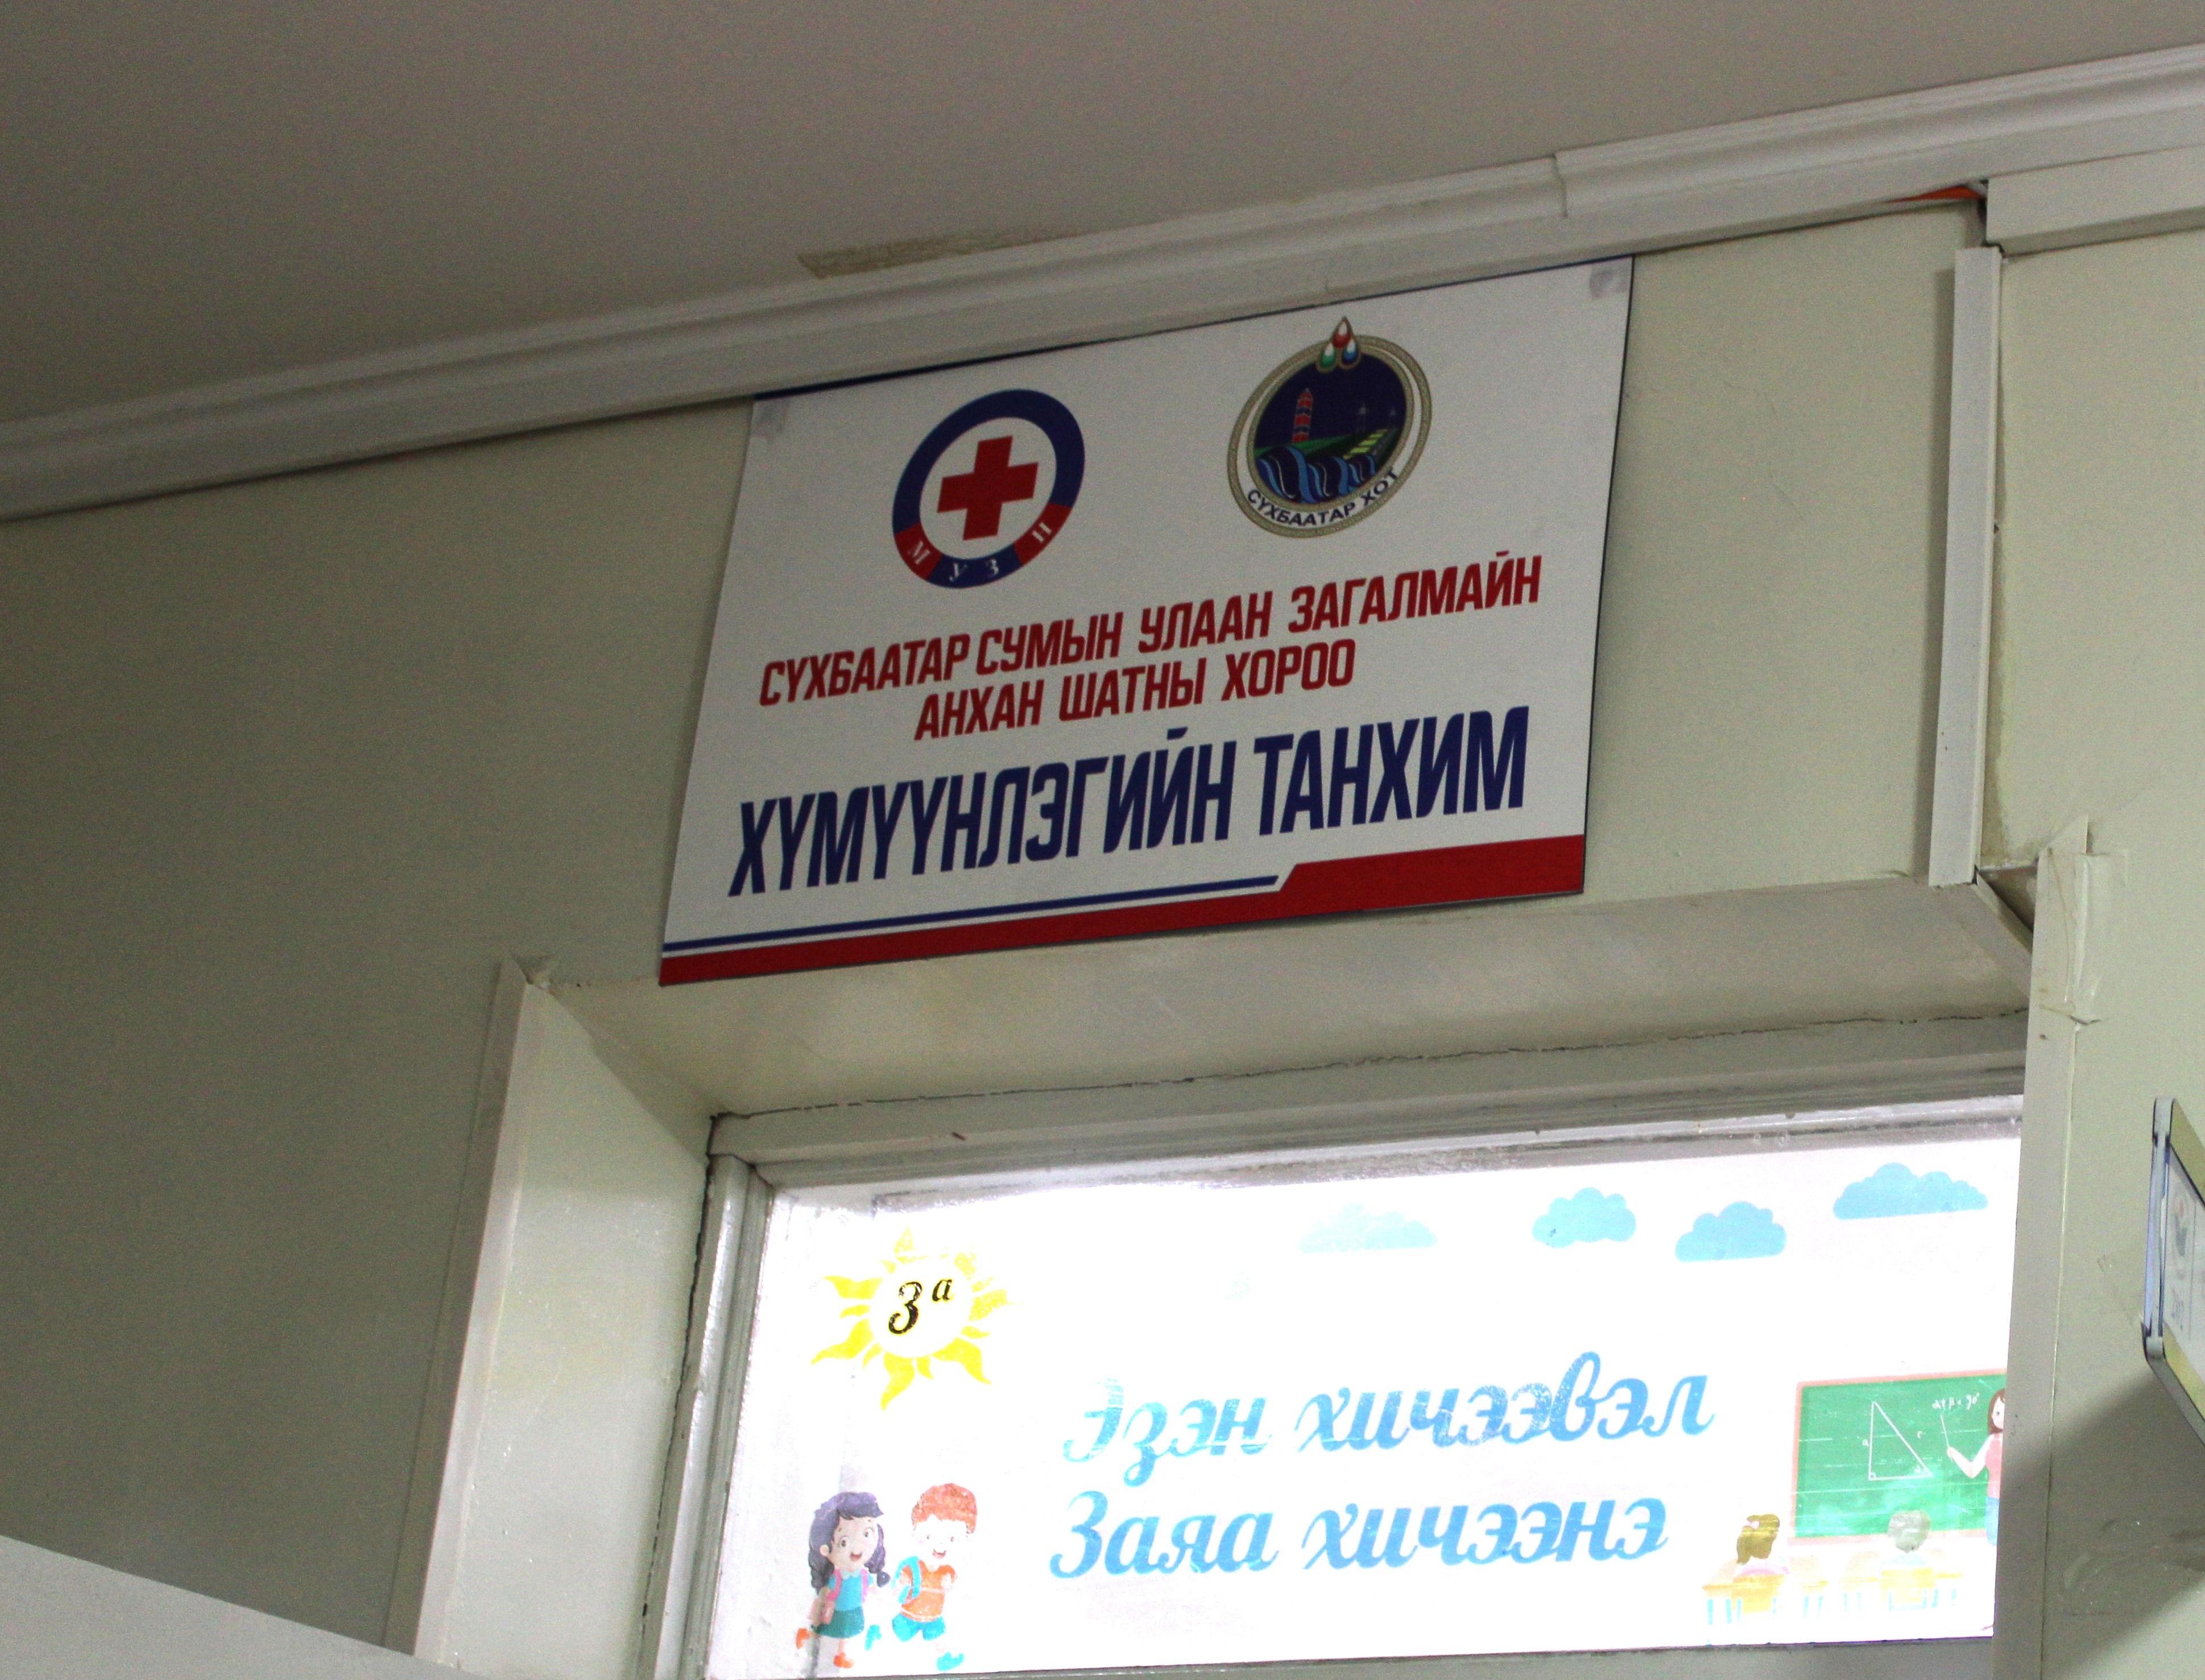 МУЗН
СҮХБААТАР ХОТ
СҮХБААТАР СУМЫН УЛААН ЗАГАЛМАЙН
АНХАН ШАТНЫ ХОРОО
ХҮМҮҮНЛЭГИЙН ТАНХИМ
3а
Эзэн хичээвэл
Заяа хичээнэ